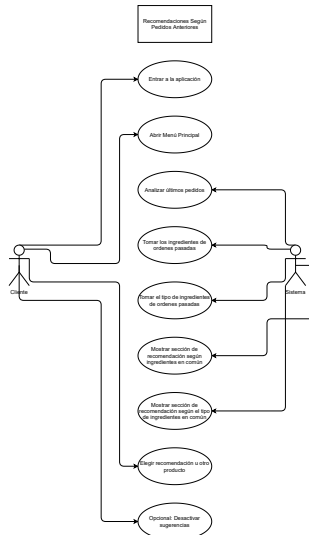 Recomendaciones Según
Pedidos Anteriores
Entrar a la aplicación
Abrir Menú Principal
Analizar últimos pedidos
Tomar los ingredientes de
ordenes pasadas
Cliente
Sistema
Tomar el tipo de ingredientes
de ordenes pasadas
Mostrar sección de
recomendación según
ingredientes en común
Mostrar sección de
recomendación según el tipo
de ingredientes en común
Elegir recomendación u otro
producto
Opcional: Desactivar
sugerencias